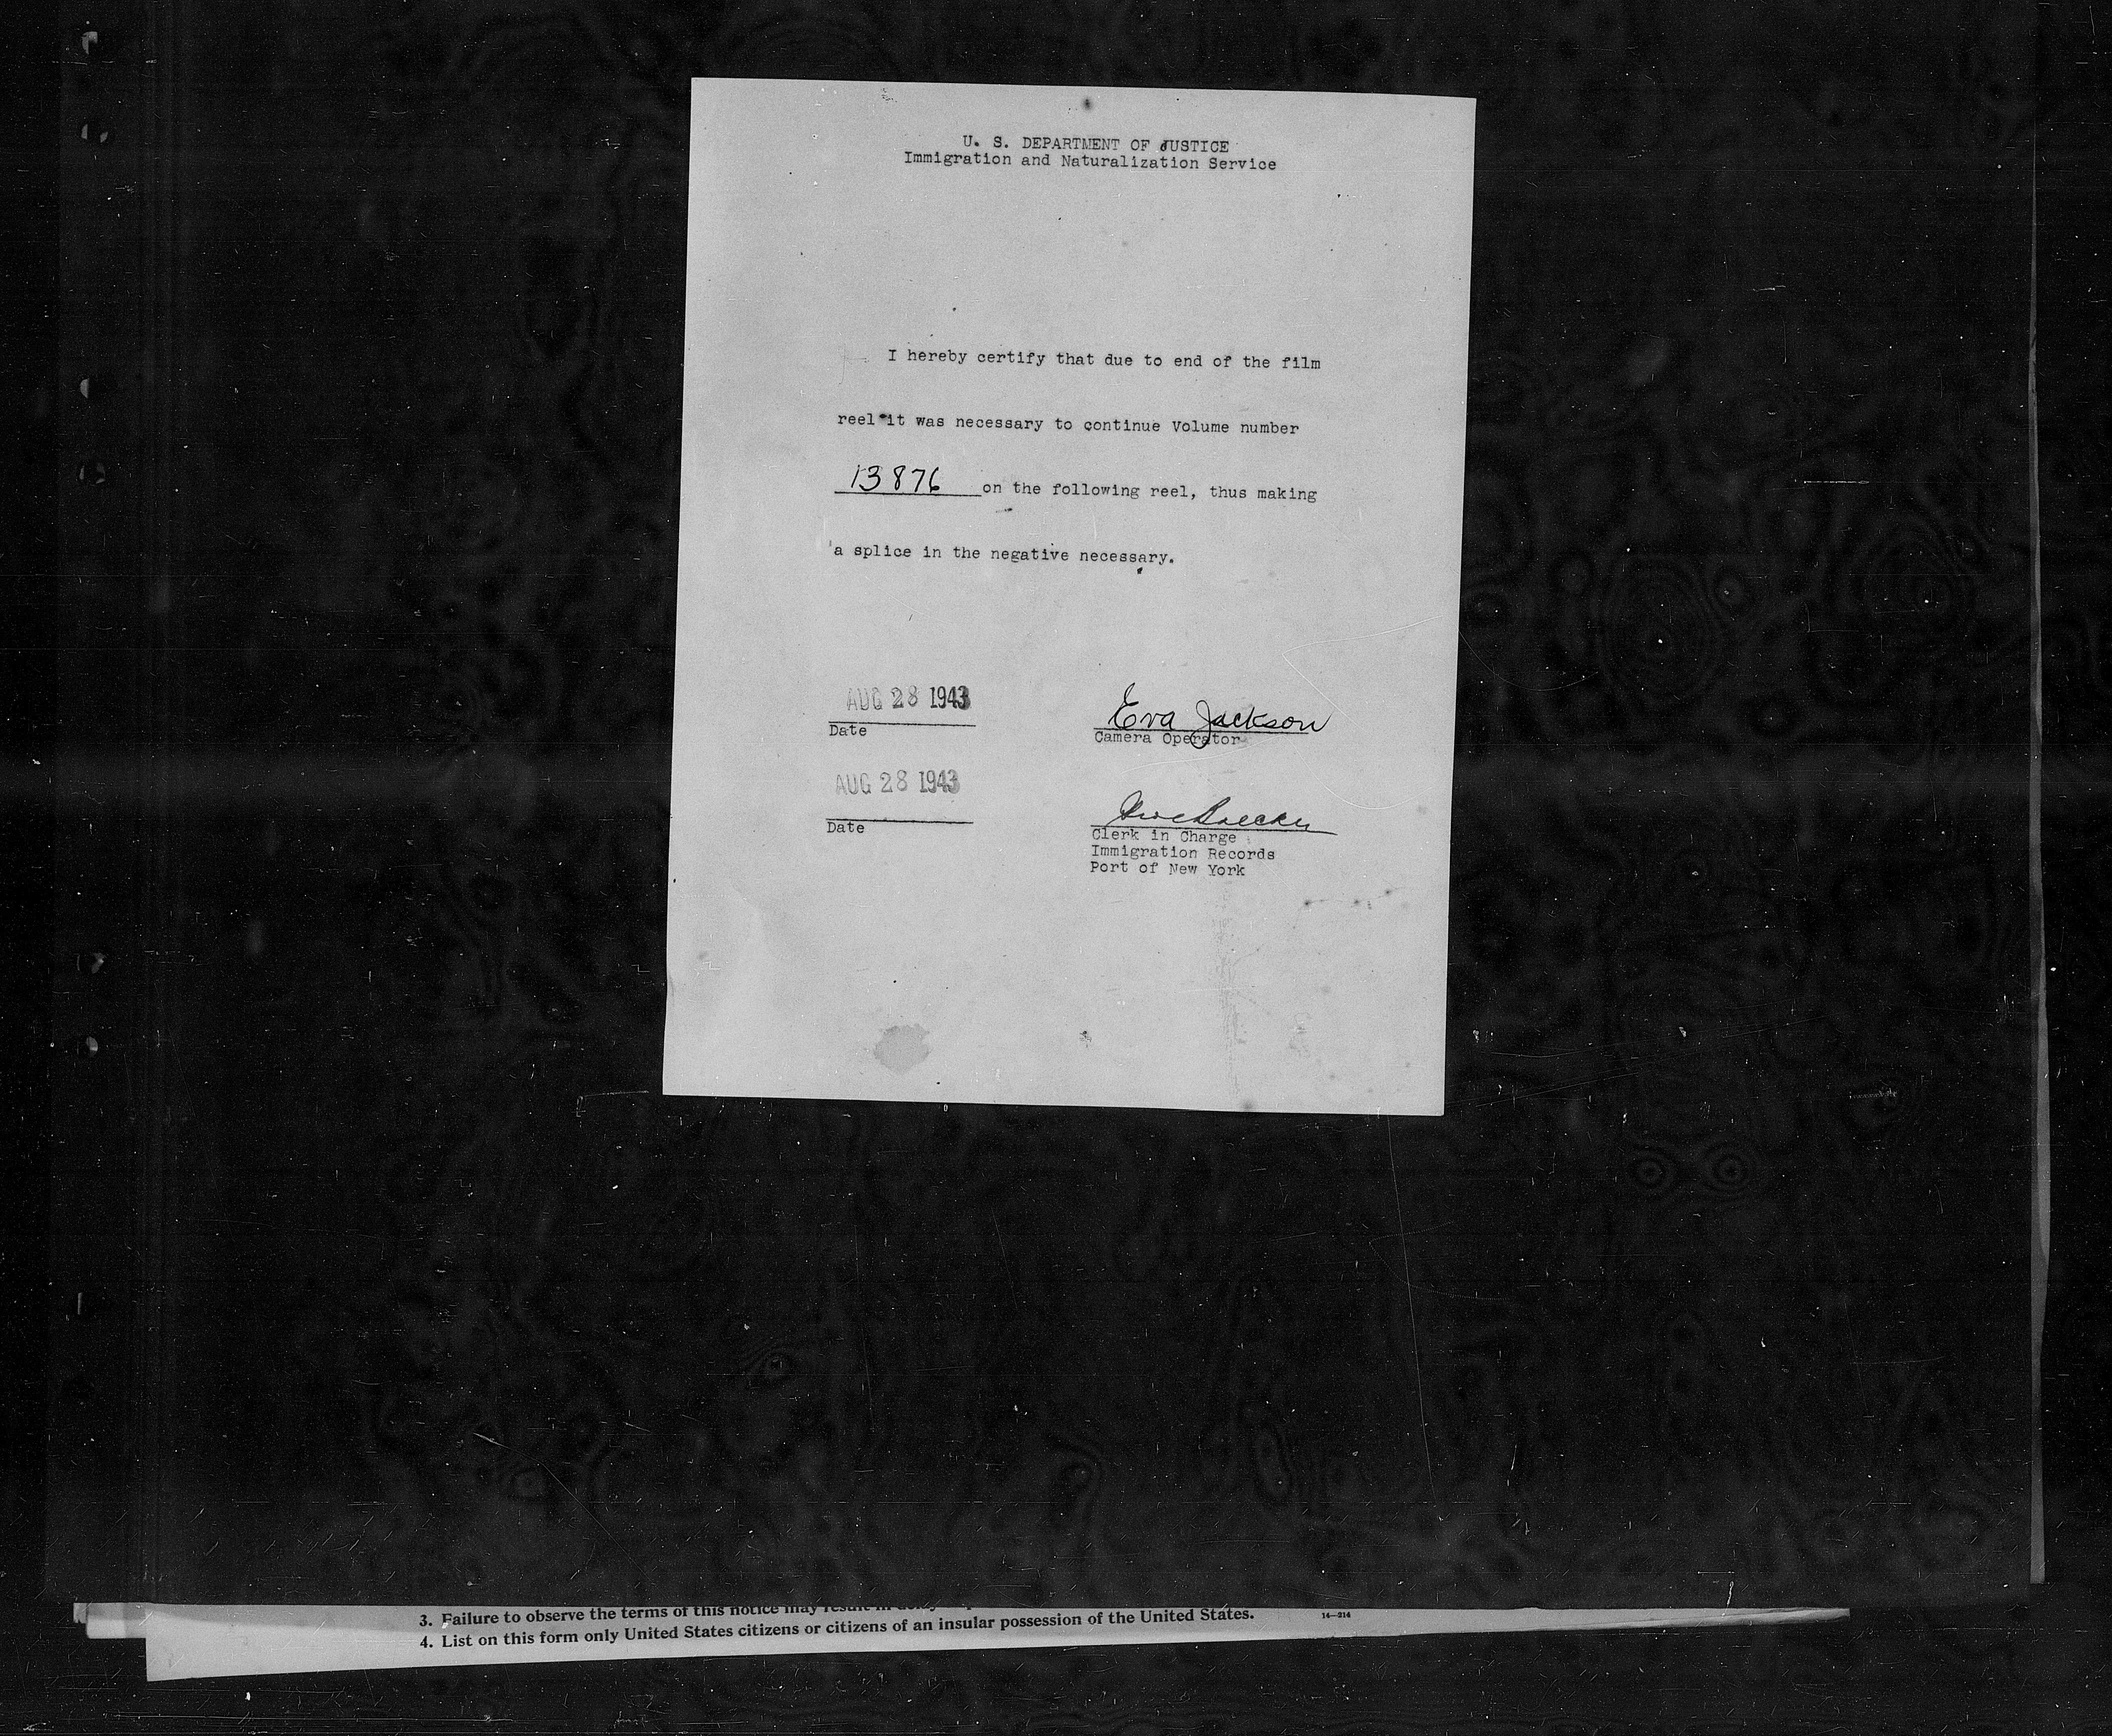 U. S. DEPARTMENT OF JUSTICE
Immigration and Naturalization Service
I hereby certify that due to end of the film
reel it was necessary to continue Volume number
13876 on the following reel, thus making
a splice in the negative necessary.
AUG 28 1943
Date
Eva Jackson
Camera Operator
AUG 28 1943
Date
Clerk in Charge
Immigration Records
Port of New York
3. Failure to observe the terms of this notice may result in
4. List on this form only United States citizens or citizens of an insular possession of the United States.
14—214